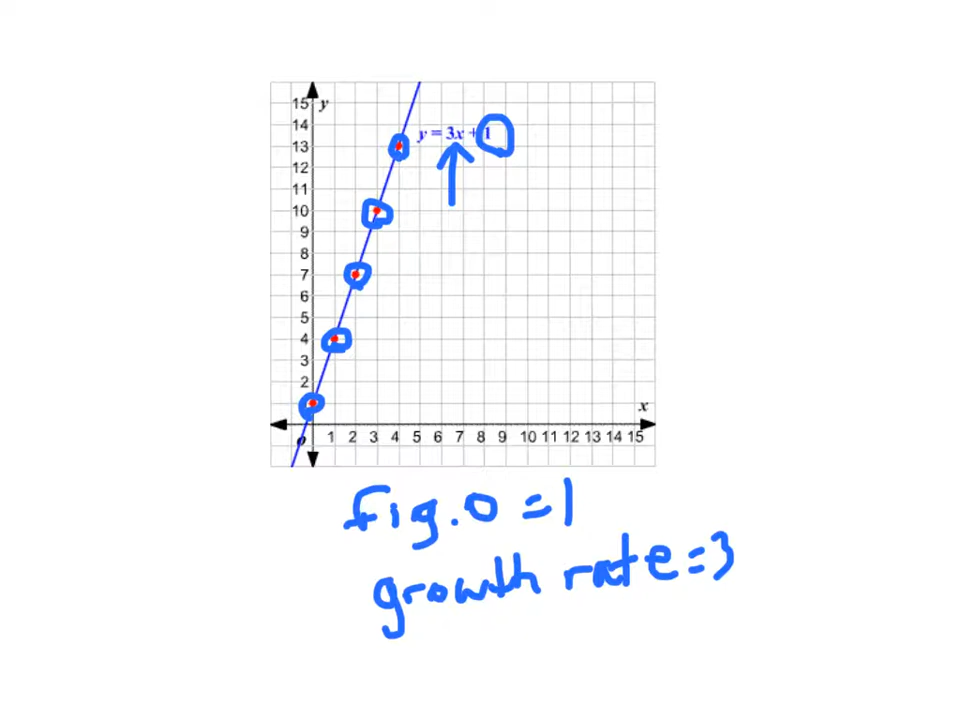 y
15
14
13
12
11
10
9
8
7
6
5
4
3
2
y = 3x + 1
x
o
1 2 3 4 5 6 7 8 9 10 11 12 13 14 15
fig. 0 = 1
growth rate = 3